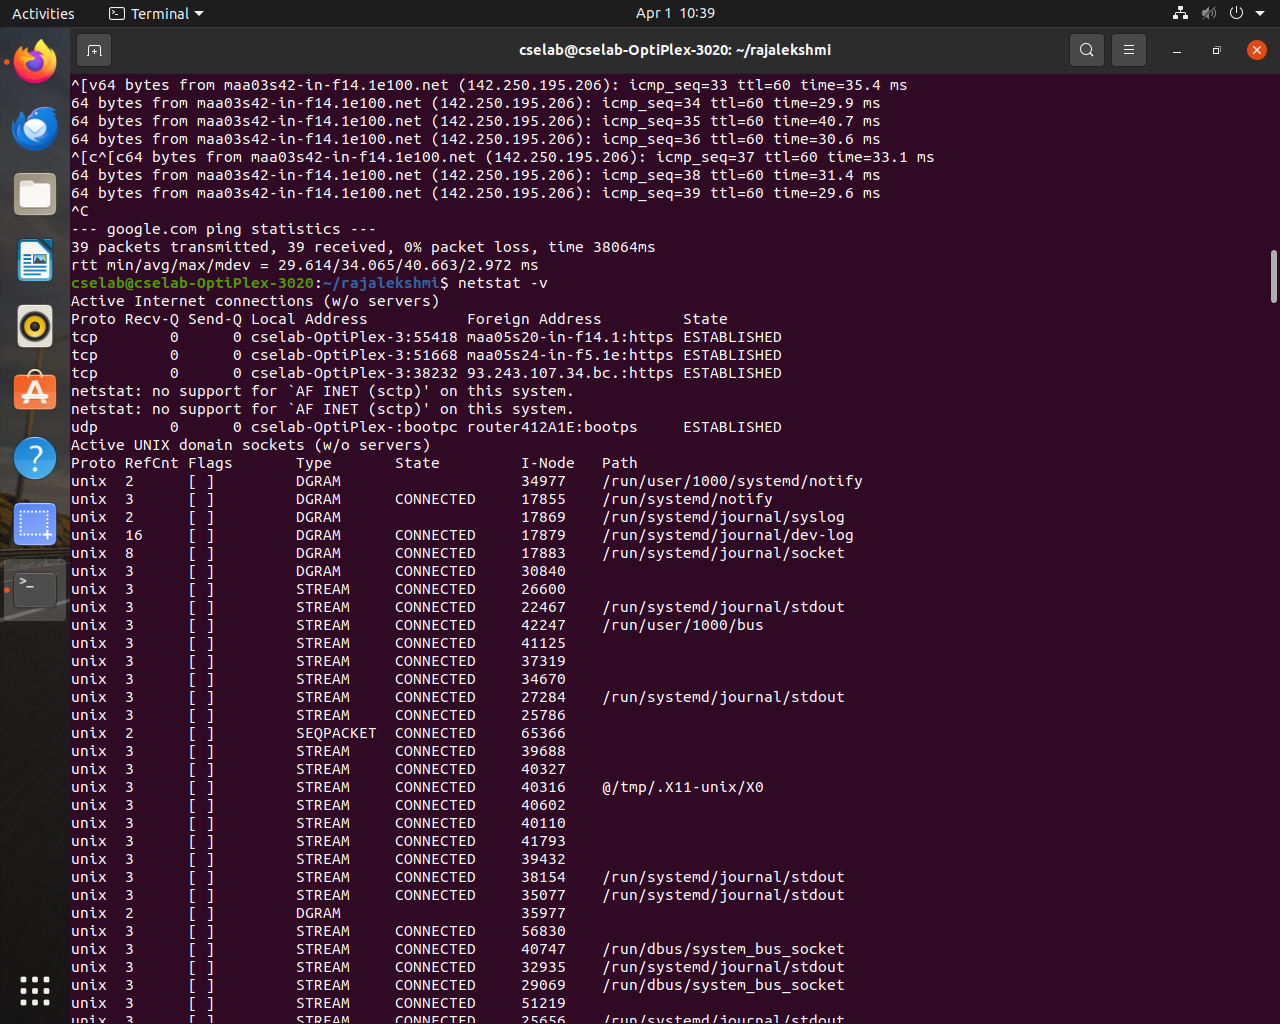 Activities Terminal Apr 1 10:39
cselab@cselab-OptiPlex-3020: ~/rajalekshmi
^[v64 bytes from maa03s42-in-f14.1e100.net (142.250.195.206): icmp_seq=33 ttl=60 time=35.4 ms
64 bytes from maa03s42-in-f14.1e100.net (142.250.195.206): icmp_seq=34 ttl=60 time=29.9 ms
64 bytes from maa03s42-in-f14.1e100.net (142.250.195.206): icmp_seq=35 ttl=60 time=40.7 ms
64 bytes from maa03s42-in-f14.1e100.net (142.250.195.206): icmp_seq=36 ttl=60 time=30.6 ms
^[c^[c64 bytes from maa03s42-in-f14.1e100.net (142.250.195.206): icmp_seq=37 ttl=60 time=33.1 ms
64 bytes from maa03s42-in-f14.1e100.net (142.250.195.206): icmp_seq=38 ttl=60 time=31.4 ms
64 bytes from maa03s42-in-f14.1e100.net (142.250.195.206): icmp_seq=39 ttl=60 time=29.6 ms
^C
--- google.com ping statistics ---
39 packets transmitted, 39 received, 0% packet loss, time 38064ms
rtt min/avg/max/mdev = 29.614/34.065/40.663/2.972 ms
cselab@cselab-OptiPlex-3020:~/rajalekshmi$ netstat -v
Active Internet connections (w/o servers)
Proto Recv-Q Send-Q Local Address           Foreign Address         State
tcp        0      0 cselab-OptiPlex-3:55418 maa05s20-in-f14.1:https ESTABLISHED
tcp        0      0 cselab-OptiPlex-3:51668 maa05s24-in-f5.1e:https ESTABLISHED
tcp        0      0 cselab-OptiPlex-3:38232 93.243.107.34.bc.:https ESTABLISHED
netstat: no support for `AF INET (sctp)' on this system.
netstat: no support for `AF INET (sctp)' on this system.
udp        0      0 cselab-OptiPlex-:bootpc router412A1E:bootps     ESTABLISHED
Active UNIX domain sockets (w/o servers)
Proto RefCnt Flags       Type       State         I-Node   Path
unix  2      [ ]         DGRAM                    34977    /run/user/1000/systemd/notify
unix  3      [ ]         DGRAM      CONNECTED     17855    /run/systemd/notify
unix  2      [ ]         DGRAM                    17869    /run/systemd/journal/syslog
unix  16     [ ]         DGRAM      CONNECTED     17879    /run/systemd/journal/dev-log
unix  8      [ ]         DGRAM      CONNECTED     17883    /run/systemd/journal/socket
unix  3      [ ]         DGRAM      CONNECTED     30840
unix  3      [ ]         STREAM     CONNECTED     26600
unix  3      [ ]         STREAM     CONNECTED     22467    /run/systemd/journal/stdout
unix  3      [ ]         STREAM     CONNECTED     42247    /run/user/1000/bus
unix  3      [ ]         STREAM     CONNECTED     41125
unix  3      [ ]         STREAM     CONNECTED     37319
unix  3      [ ]         STREAM     CONNECTED     34670
unix  3      [ ]         STREAM     CONNECTED     27284    /run/systemd/journal/stdout
unix  3      [ ]         STREAM     CONNECTED     25786
unix  2      [ ]         SEQPACKET  CONNECTED     65366
unix  3      [ ]         STREAM     CONNECTED     39688
unix  3      [ ]         STREAM     CONNECTED     40327
unix  3      [ ]         STREAM     CONNECTED     40316    @/tmp/.X11-unix/X0
unix  3      [ ]         STREAM     CONNECTED     40602
unix  3      [ ]         STREAM     CONNECTED     40110
unix  3      [ ]         STREAM     CONNECTED     41793
unix  3      [ ]         STREAM     CONNECTED     39432
unix  3      [ ]         STREAM     CONNECTED     38154    /run/systemd/journal/stdout
unix  3      [ ]         STREAM     CONNECTED     35077    /run/systemd/journal/stdout
unix  2      [ ]         DGRAM                    35977
unix  3      [ ]         STREAM     CONNECTED     56830
unix  3      [ ]         STREAM     CONNECTED     40747    /run/dbus/system_bus_socket
unix  3      [ ]         STREAM     CONNECTED     32935    /run/systemd/journal/stdout
unix  3      [ ]         STREAM     CONNECTED     29069    /run/dbus/system_bus_socket
unix  3      [ ]         STREAM     CONNECTED     51219
unix  3      [ ]         STREAM     CONNECTED     25656    /run/systemd/journal/stdout